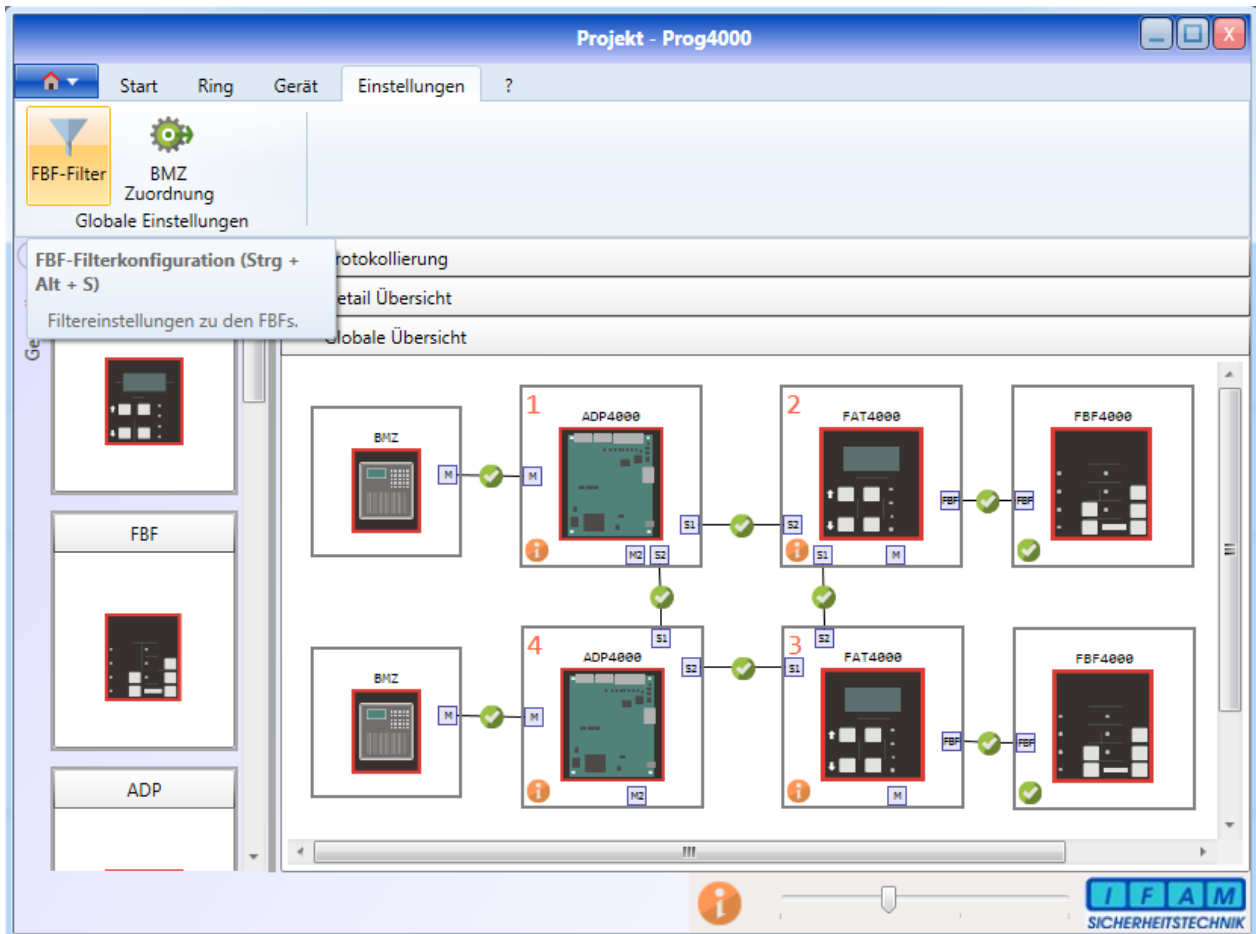 Projekt - Prog4000
Start Ring Gerät Einstellungen ?
FBF-Filter
BMZ
Zuordnung
Globale Einstellungen
FBF-Filterkonfiguration (Strg +
Alt + S)
Filtereinstellungen zu den FBFs.
rotokollierung
etail Übersicht
Globale Übersicht
Ge
FBF
ADP
1
ADP4000
2
FAT4000
FBF4000
BMZ
M
M
S1
S2
FBF
FBF
M2
S2
S1
M
S1
S2
4
ADP4000
3
FAT4000
FBF4000
BMZ
S2
S1
M
M
FBF
FBF
M2
M
IFAM
SICHERHEITSTECHNIK